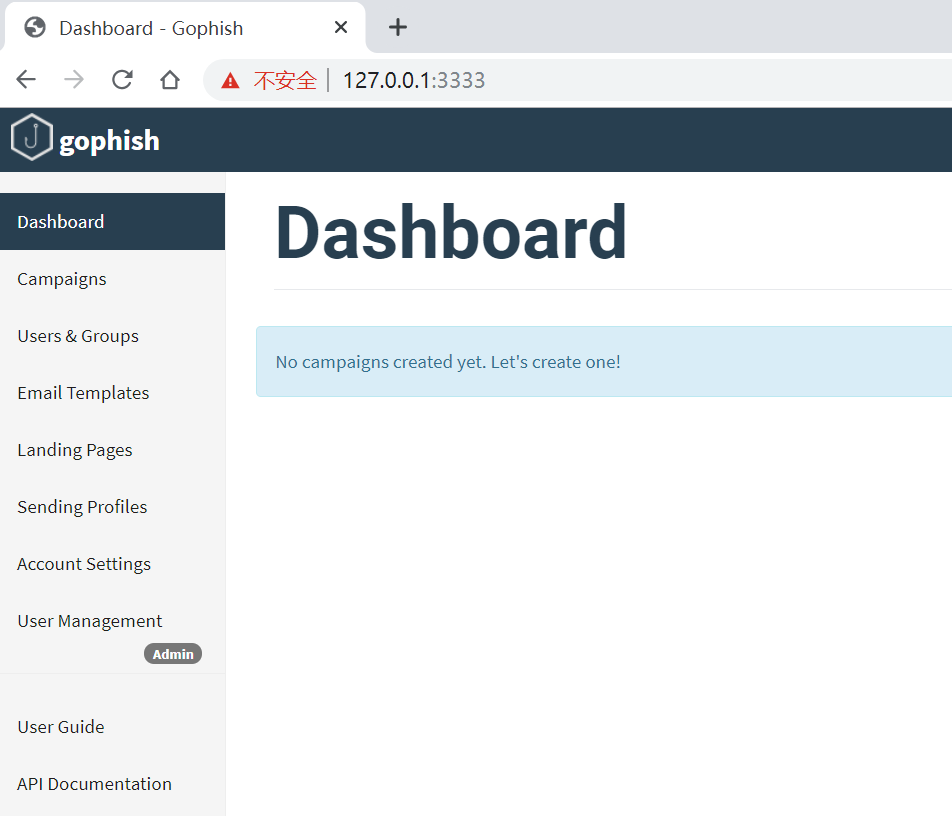 Dashboard - Gophish
不安全 127.0.0.1:3333
gophish
Dashboard
Campaigns
Users & Groups
Email Templates
Landing Pages
Sending Profiles
Account Settings
User Management
Admin
User Guide
API Documentation
Dashboard
No campaigns created yet. Let's create one!